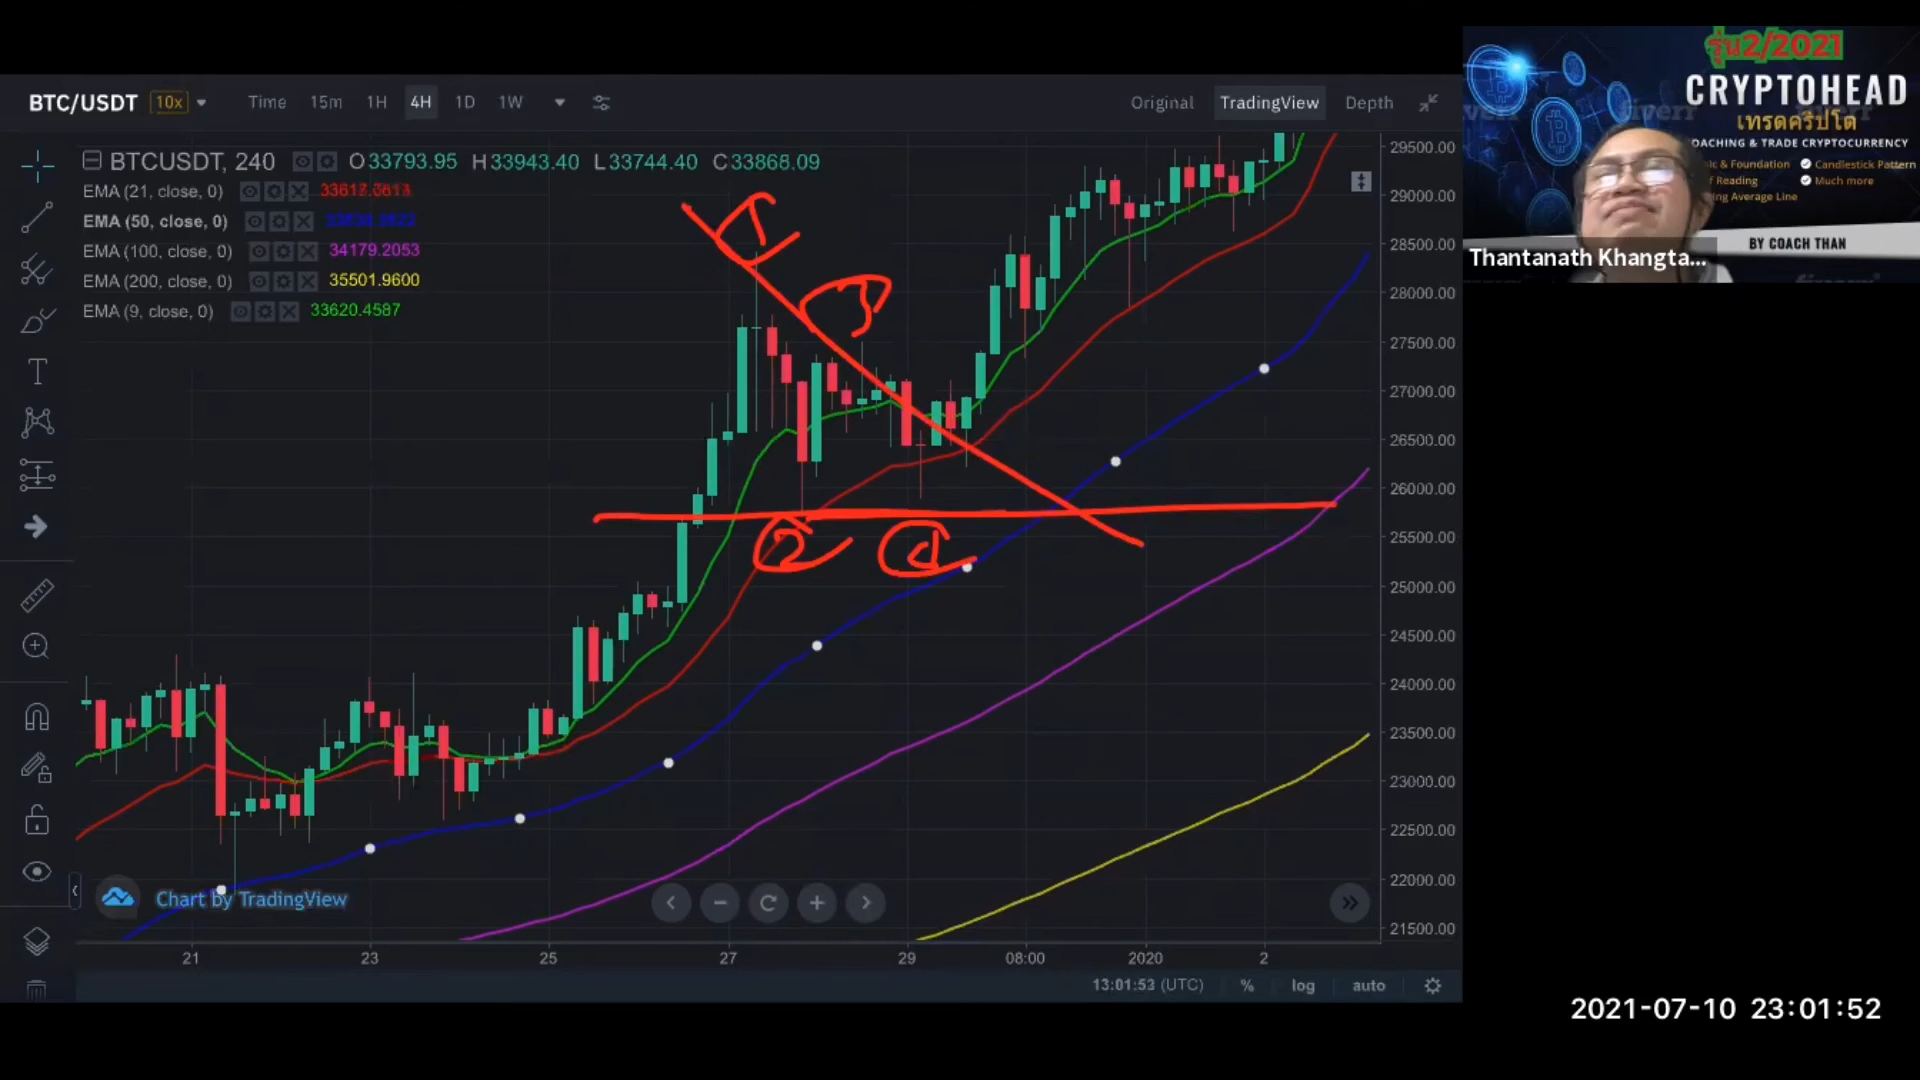 BTC/USDT 10x Time 15m 1H 4H 1D 1W Original TradingView Depth
BTCUSDT, 240 O33793.95 H33943.40 L33744.40 C33868.09
EMA (21, close, 0)
EMA (50, close, 0)
EMA (100, close, 0) 34179.2053
EMA (200, close, 0) 35501.9600
EMA (9, close, 0) 33620.4587
1
3
2
4
29500.00
29000.00
28500.00
28000.00
27500.00
27000.00
26500.00
26000.00
25500.00
25000.00
24500.00
24000.00
23500.00
23000.00
22500.00
22000.00
21500.00
Chart by TradingView
21 23 25 27 29 08:00 2020 2
13:01:53 (UTC) % log auto
รุ่น2/2021
CRYPTOHEAD
เทรดคริปโต
OACHING & TRADE CRYPTOCURRENCY
& Foundation
Candlestick Pattern
Reading
Much more
Average Line
BY COACH THAN
fiverr
Thantanath Khangta...
2021-07-10 23:01:52